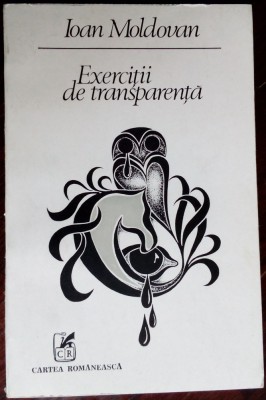 Ioan Moldovan
Exerciții
de transparență
CR
CARTEA ROMÂNEASCĂ